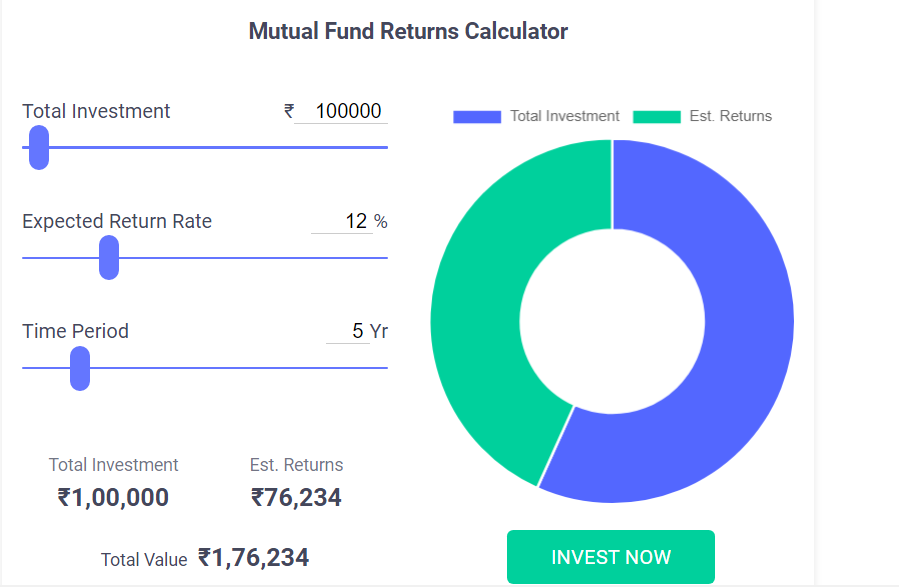 Mutual Fund Returns Calculator
Total Investment ₹ 100000
Expected Return Rate 12 %
Time Period 5 Yr
Total Investment Est. Returns
₹1,00,000 ₹76,234
Total Value ₹1,76,234
Total Investment Est. Returns
INVEST NOW